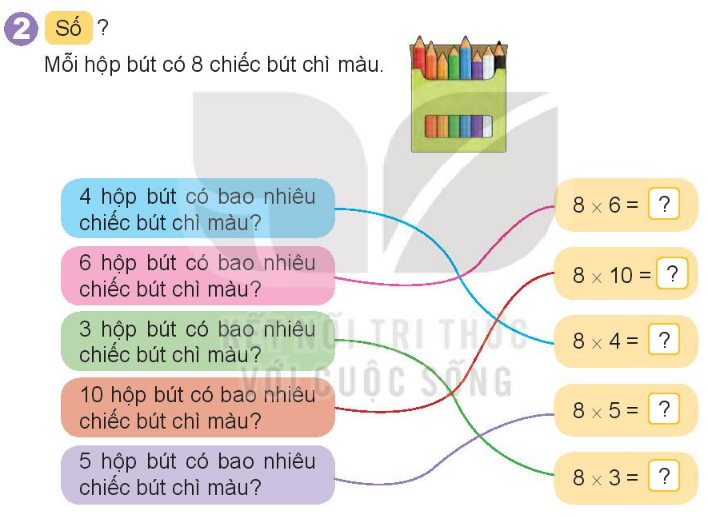 2 Số ?
Mỗi hộp bút có 8 chiếc bút chì màu.
4 hộp bút có bao nhiêu
chiếc bút chì màu?
8 × 6 = ?
6 hộp bút có bao nhiêu
chiếc bút chì màu?
8 × 10 = ?
3 hộp bút có bao nhiêu
chiếc bút chì màu?
8 × 4 = ?
10 hộp bút có bao nhiêu
chiếc bút chì màu?
8 × 5 = ?
5 hộp bút có bao nhiêu
chiếc bút chì màu?
8 × 3 = ?
KẾT NỐI TRI THỨC
VỚI CUỘC SỐNG